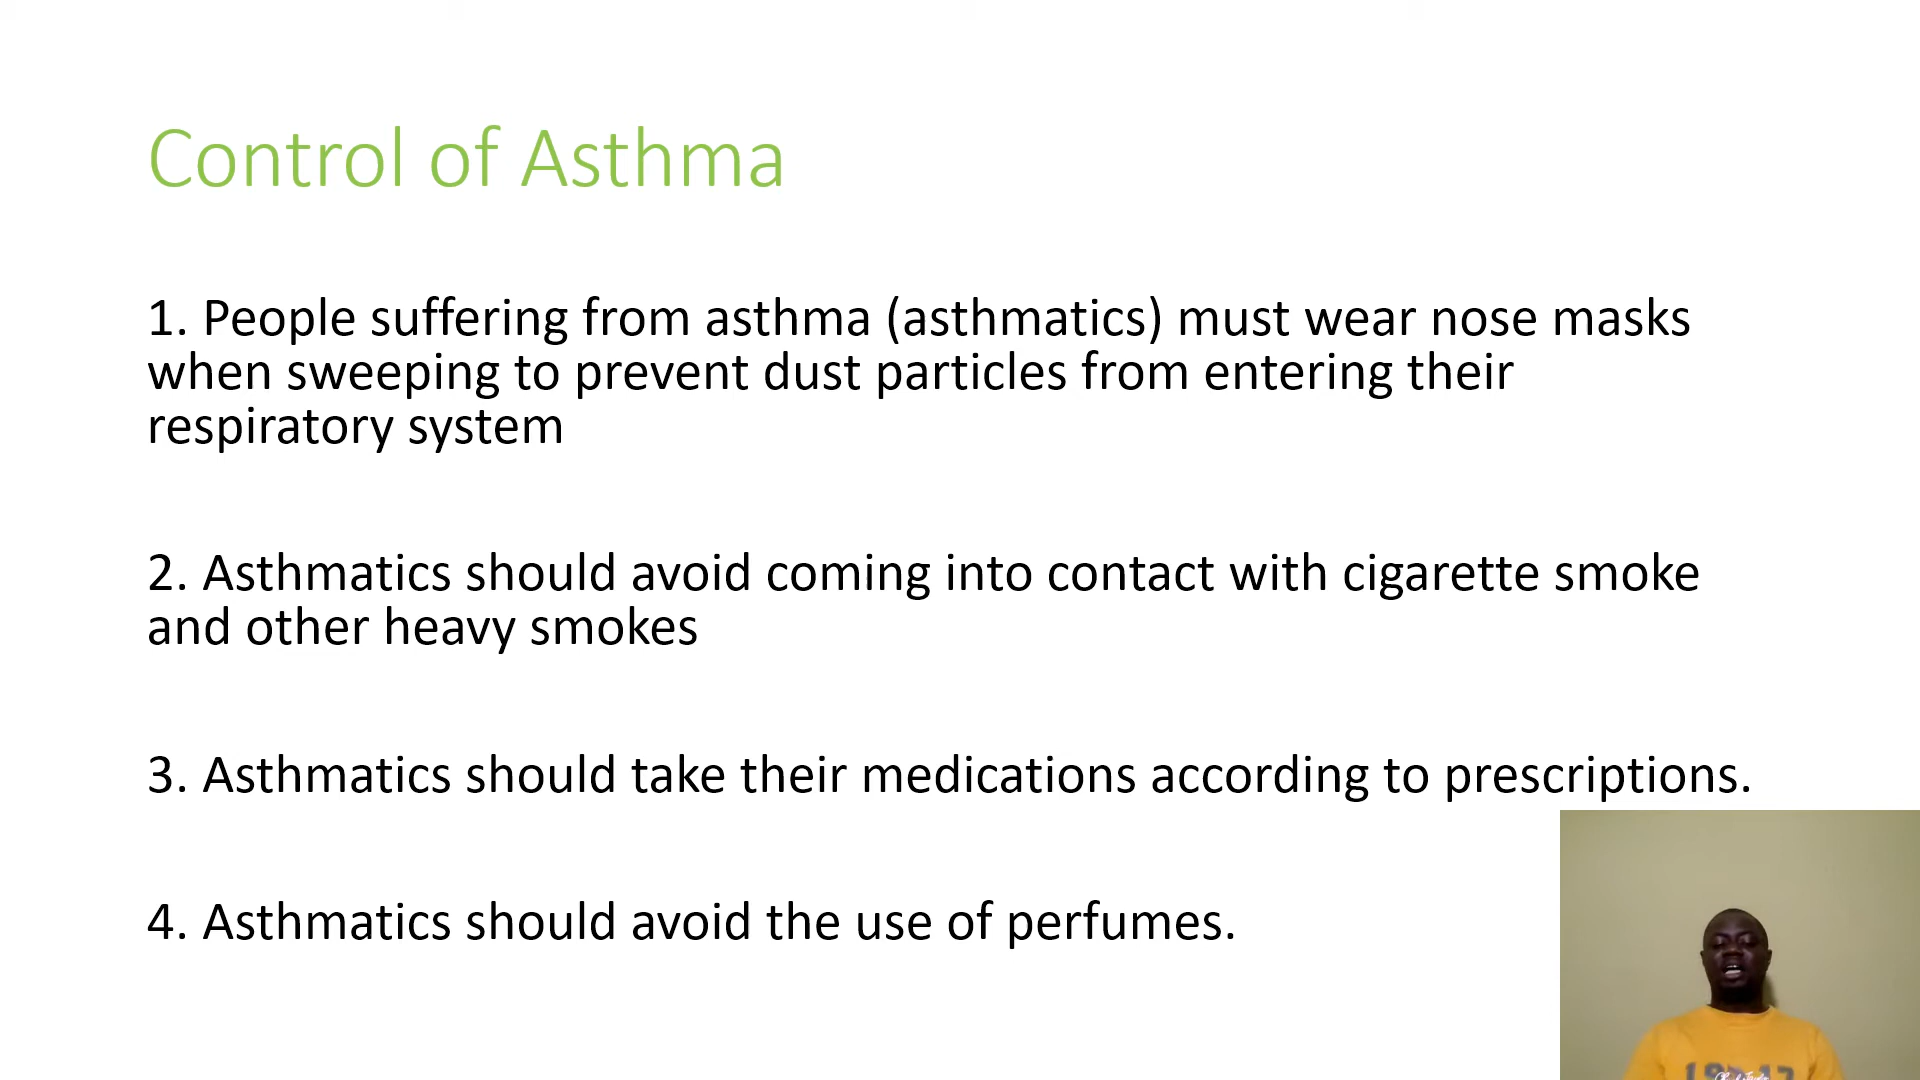 Control of Asthma
1. People suffering from asthma (asthmatics) must wear nose masks
when sweeping to prevent dust particles from entering their
respiratory system
2. Asthmatics should avoid coming into contact with cigarette smoke
and other heavy smokes
3. Asthmatics should take their medications according to prescriptions.
4. Asthmatics should avoid the use of perfumes.